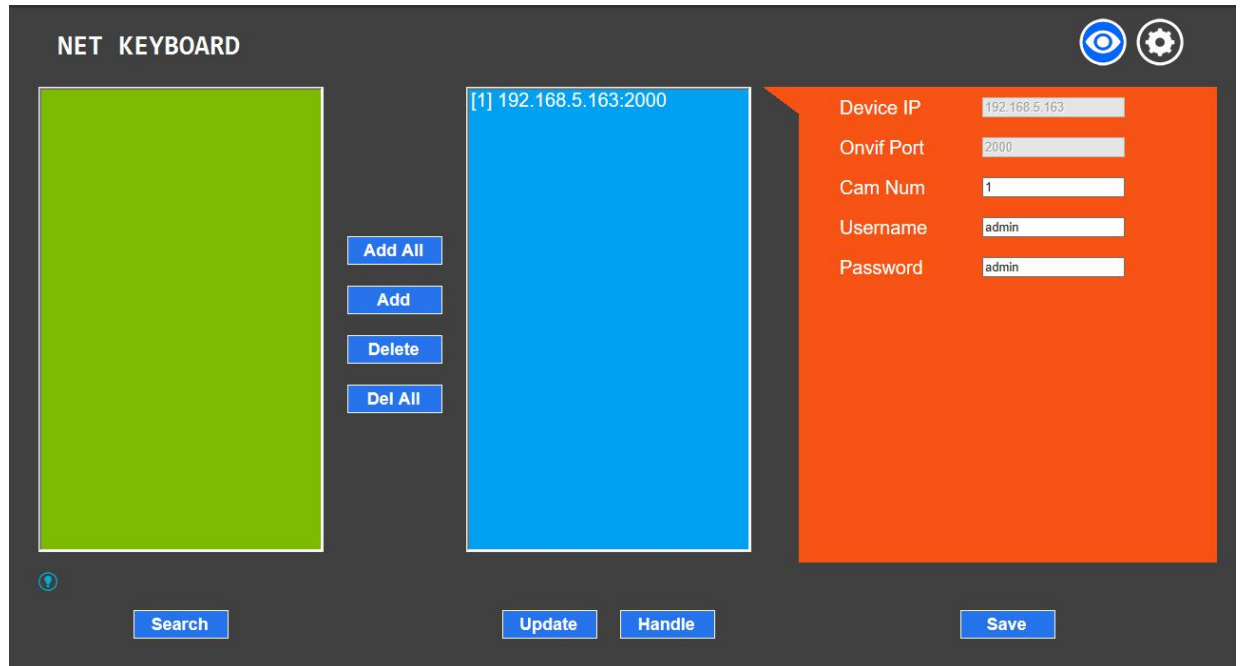 NET KEYBOARD
[1] 192.168.5.163:2000
Add All
Add
Delete
Del All
Device IP 192.168.5.163
Onvif Port 2000
Cam Num 1
Username admin
Password admin
Search
Update
Handle
Save